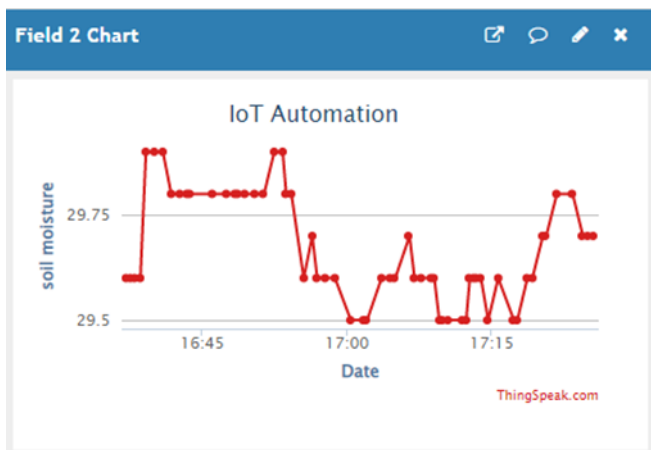 Field 2 Chart
IoT Automation
soil moisture
29.75
29.5
16:45 17:00 17:15
Date
ThingSpeak.com